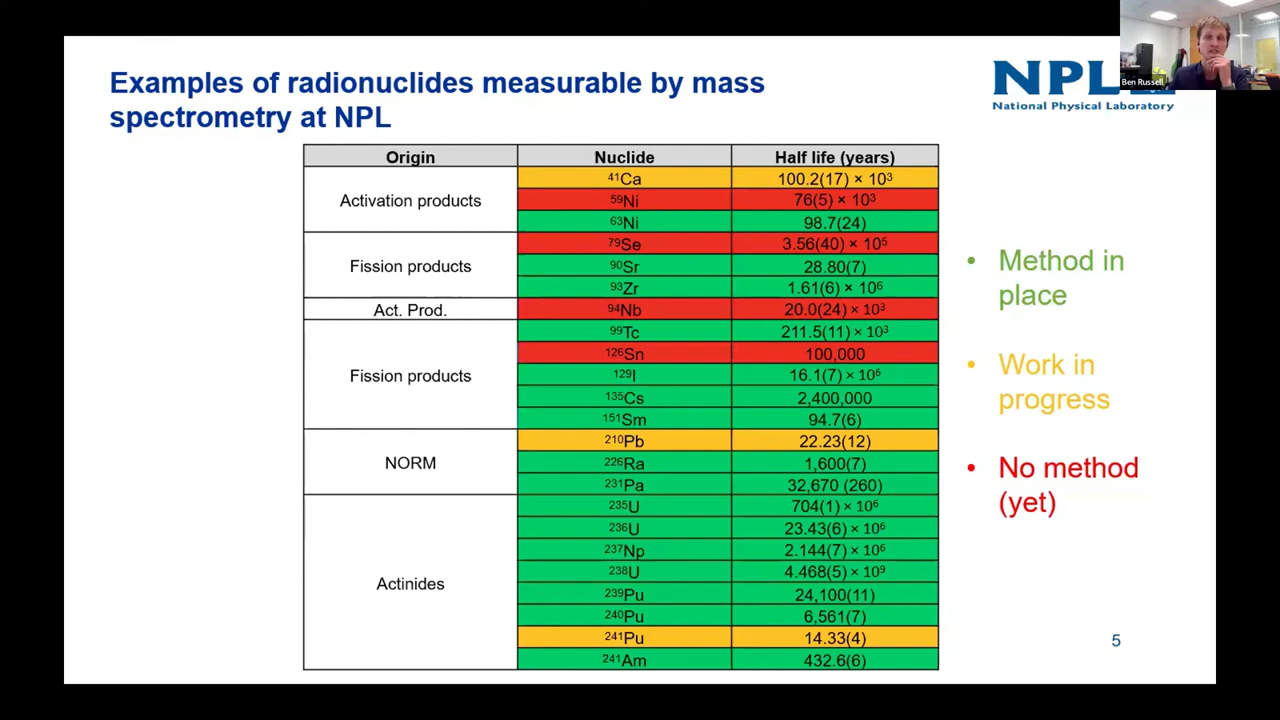 Ben Russell
Examples of radionuclides measurable by mass
spectrometry at NPL
NPL
National Physical Laboratory
Origin Nuclide Half life (years)
Activation products
⁴¹Ca 100.2(17) × 10³
⁵⁹Ni 76(5) × 10³
⁶³Ni 98.7(24)
Fission products
⁷⁹Se 3.56(40) × 10⁵
⁹⁰Sr 28.80(7)
⁹³Zr 1.61(6) × 10⁶
Act. Prod.
⁹⁴Nb 20.0(24) × 10³
Fission products
⁹⁹Tc 211.5(11) × 10³
¹²⁶Sn 100,000
¹²⁹I 16.1(7) × 10⁶
¹³⁵Cs 2,400,000
¹⁵¹Sm 94.7(6)
NORM
²¹⁰Pb 22.23(12)
²²⁶Ra 1,600(7)
²³¹Pa 32,670 (260)
Actinides
²³⁵U 704(1) × 10⁶
²³⁶U 23.43(6) × 10⁶
²³⁷Np 2.144(7) × 10⁶
²³⁸U 4.468(5) × 10⁹
²³⁹Pu 24,100(11)
²⁴⁰Pu 6,561(7)
²⁴¹Pu 14.33(4)
²⁴¹Am 432.6(6)
• Method in
place
• Work in
progress
• No method
(yet)
5